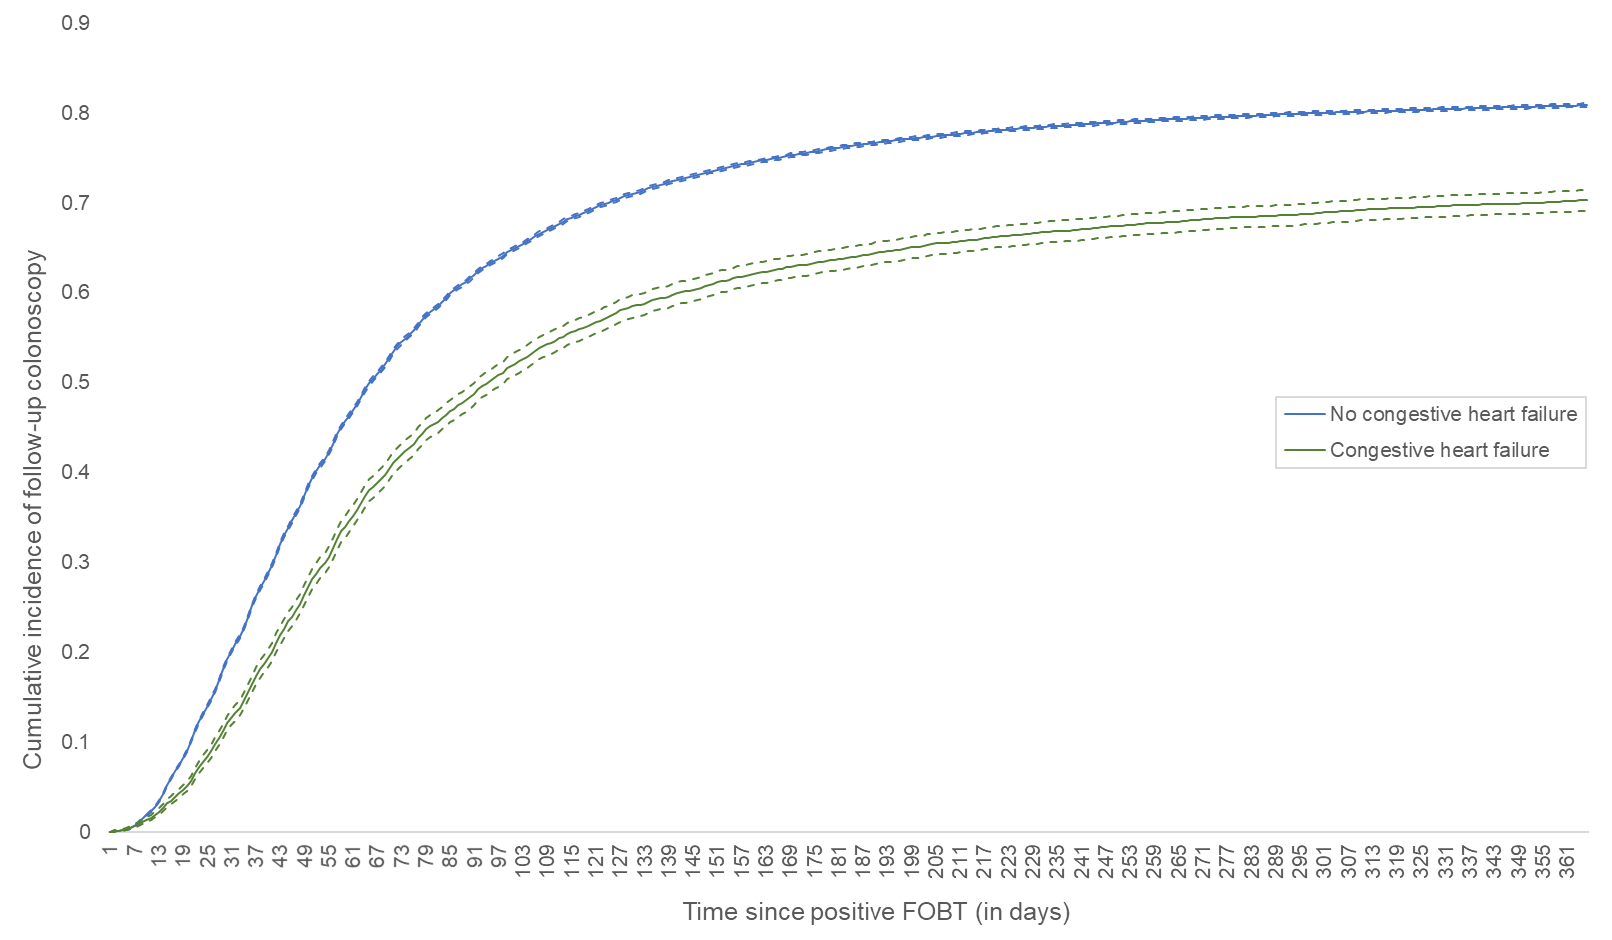 0.9
0.8
0.7
0.6
0.5
0.4
0.3
0.2
0.1
0
Cumulative incidence of follow-up colonoscopy
No congestive heart failure
Congestive heart failure
1 7 13 19 25 31 37 43 49 55 61 67 73 79 85 91 97 103 109 115 121 127 133 139 145 151 157 163 169 175 181 187 193 199 205 211 217 223 229 235 241 247 253 259 265 271 277 283 289 295 301 307 313 319 325 331 337 343 349 355 361
Time since positive FOBT (in days)